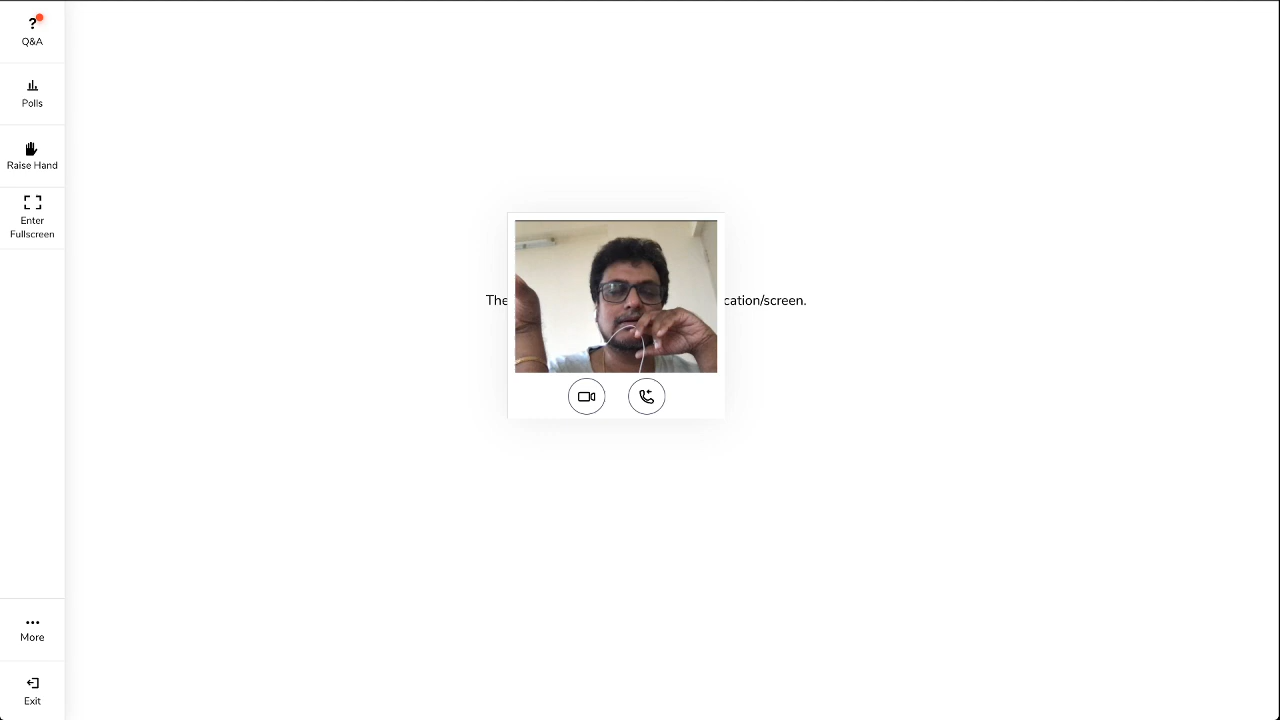 ?
Q&A
Polls
Raise Hand
Enter
Fullscreen
The cation/screen.
More
Exit